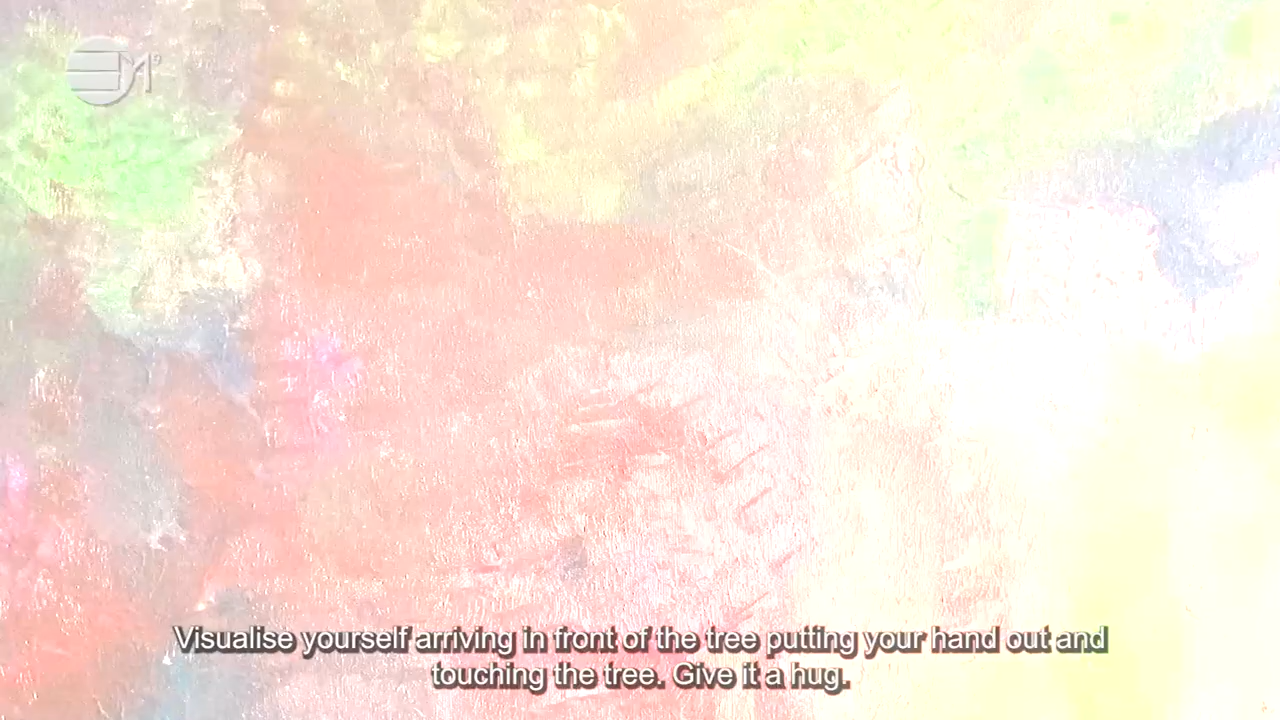 EM9
Visualise yourself arriving in front of the tree putting your hand out and
touching the tree. Give it a hug.